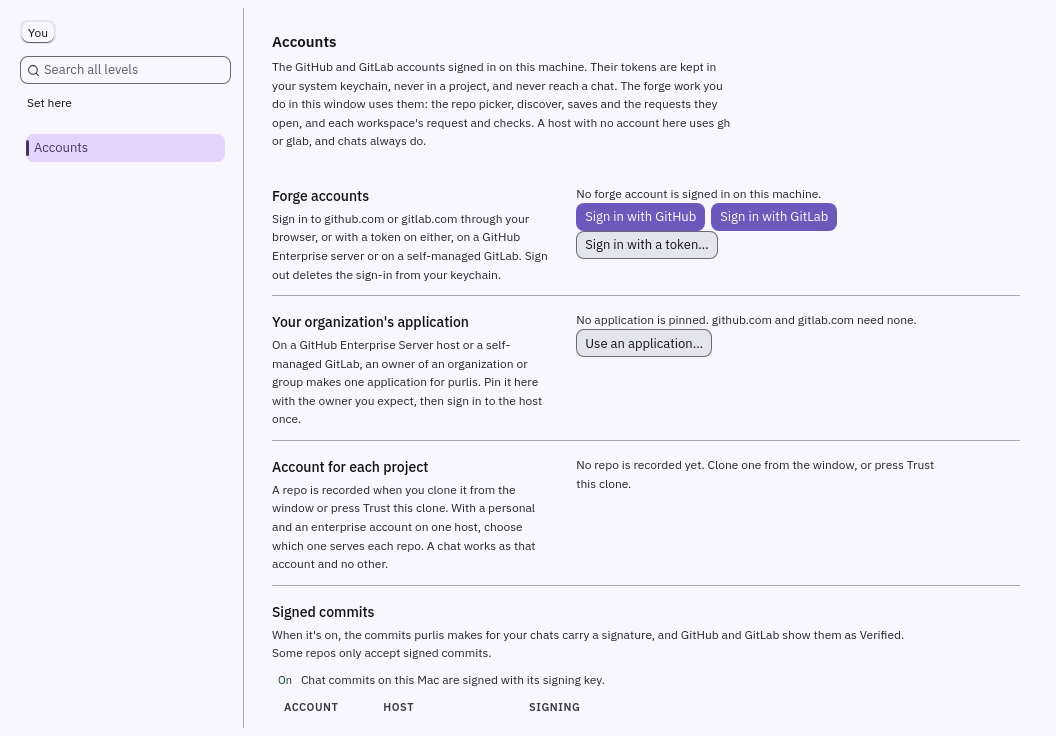 You
Search all levels
Set here
Accounts
Accounts
The GitHub and GitLab accounts signed in on this machine. Their tokens are kept in
your system keychain, never in a project, and never reach a chat. The forge work you
do in this window uses them: the repo picker, discover, saves and the requests they
open, and each workspace's request and checks. A host with no account here uses gh
or glab, and chats always do.
Forge accounts
Sign in to github.com or gitlab.com through your
browser, or with a token on either, on a GitHub
Enterprise server or on a self-managed GitLab. Sign
out deletes the sign-in from your keychain.
No forge account is signed in on this machine.
Sign in with GitHub
Sign in with GitLab
Sign in with a token...
Your organization's application
On a GitHub Enterprise Server host or a self-
managed GitLab, an owner of an organization or
group makes one application for purlis. Pin it here
with the owner you expect, then sign in to the host
once.
No application is pinned. github.com and gitlab.com need none.
Use an application...
Account for each project
A repo is recorded when you clone it from the
window or press Trust this clone. With a personal
and an enterprise account on one host, choose
which one serves each repo. A chat works as that
account and no other.
No repo is recorded yet. Clone one from the window, or press Trust
this clone.
Signed commits
When it's on, the commits purlis makes for your chats carry a signature, and GitHub and GitLab show them as Verified.
Some repos only accept signed commits.
On Chat commits on this Mac are signed with its signing key.
ACCOUNT HOST SIGNING